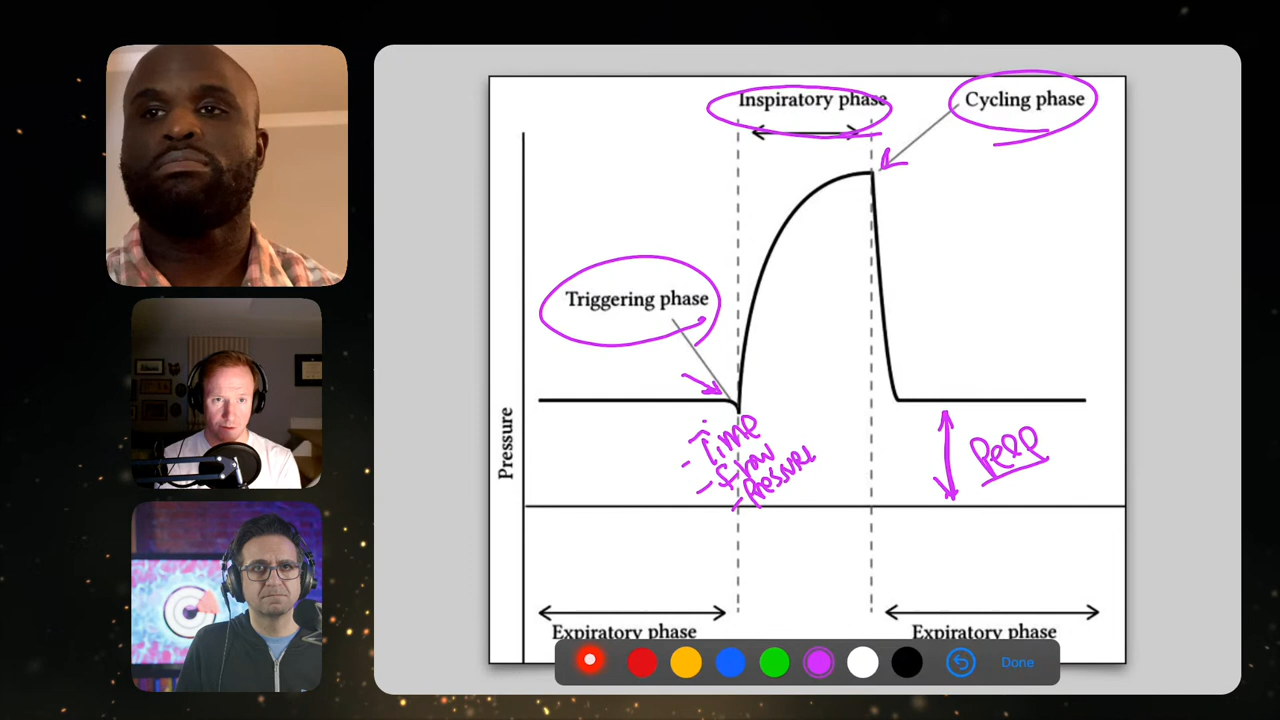 Inspiratory phase
Cycling phase
Triggering phase
Pressure
- Time
- flow
- Pressure
PEEP
Expiratory phase
Expiratory phase
Done